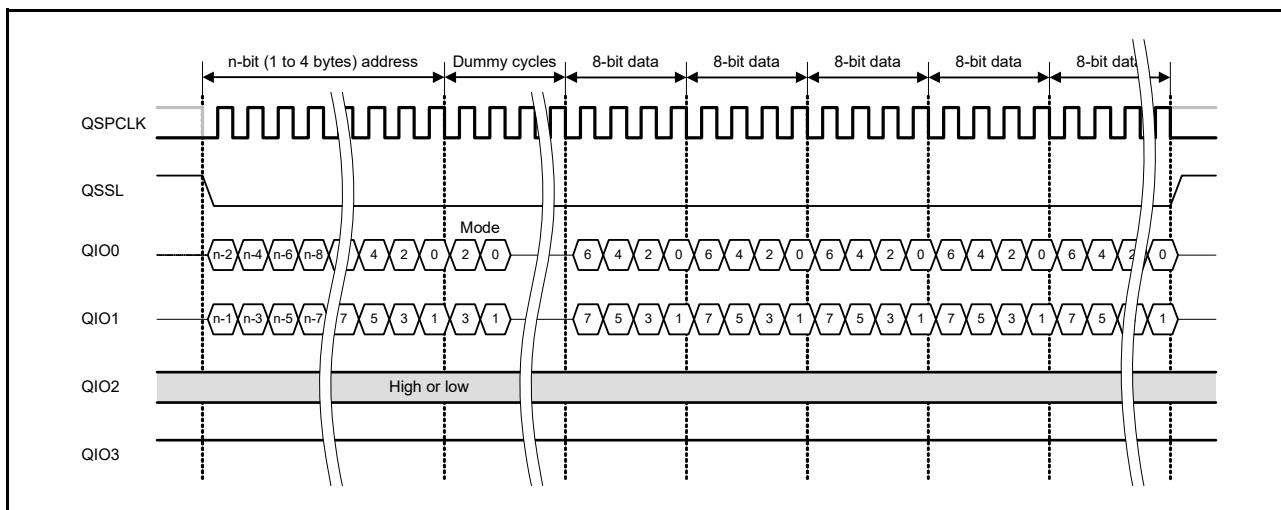 n-bit (1 to 4 bytes) address Dummy cycles 8-bit data 8-bit data 8-bit data 8-bit data 8-bit data
QSPCLK
QSSL
Mode
QIO0 n-2 n-4 n-6 n-8 4 2 0 2 0 6 4 2 0 6 4 2 0 6 4 2 0 6 4 2 0 6 4 2 0
QIO1 n-1 n-3 n-5 n-7 7 5 3 1 3 1 7 5 3 1 7 5 3 1 7 5 3 1 7 5 3 1 7 5 1
QIO2 High or low
QIO3